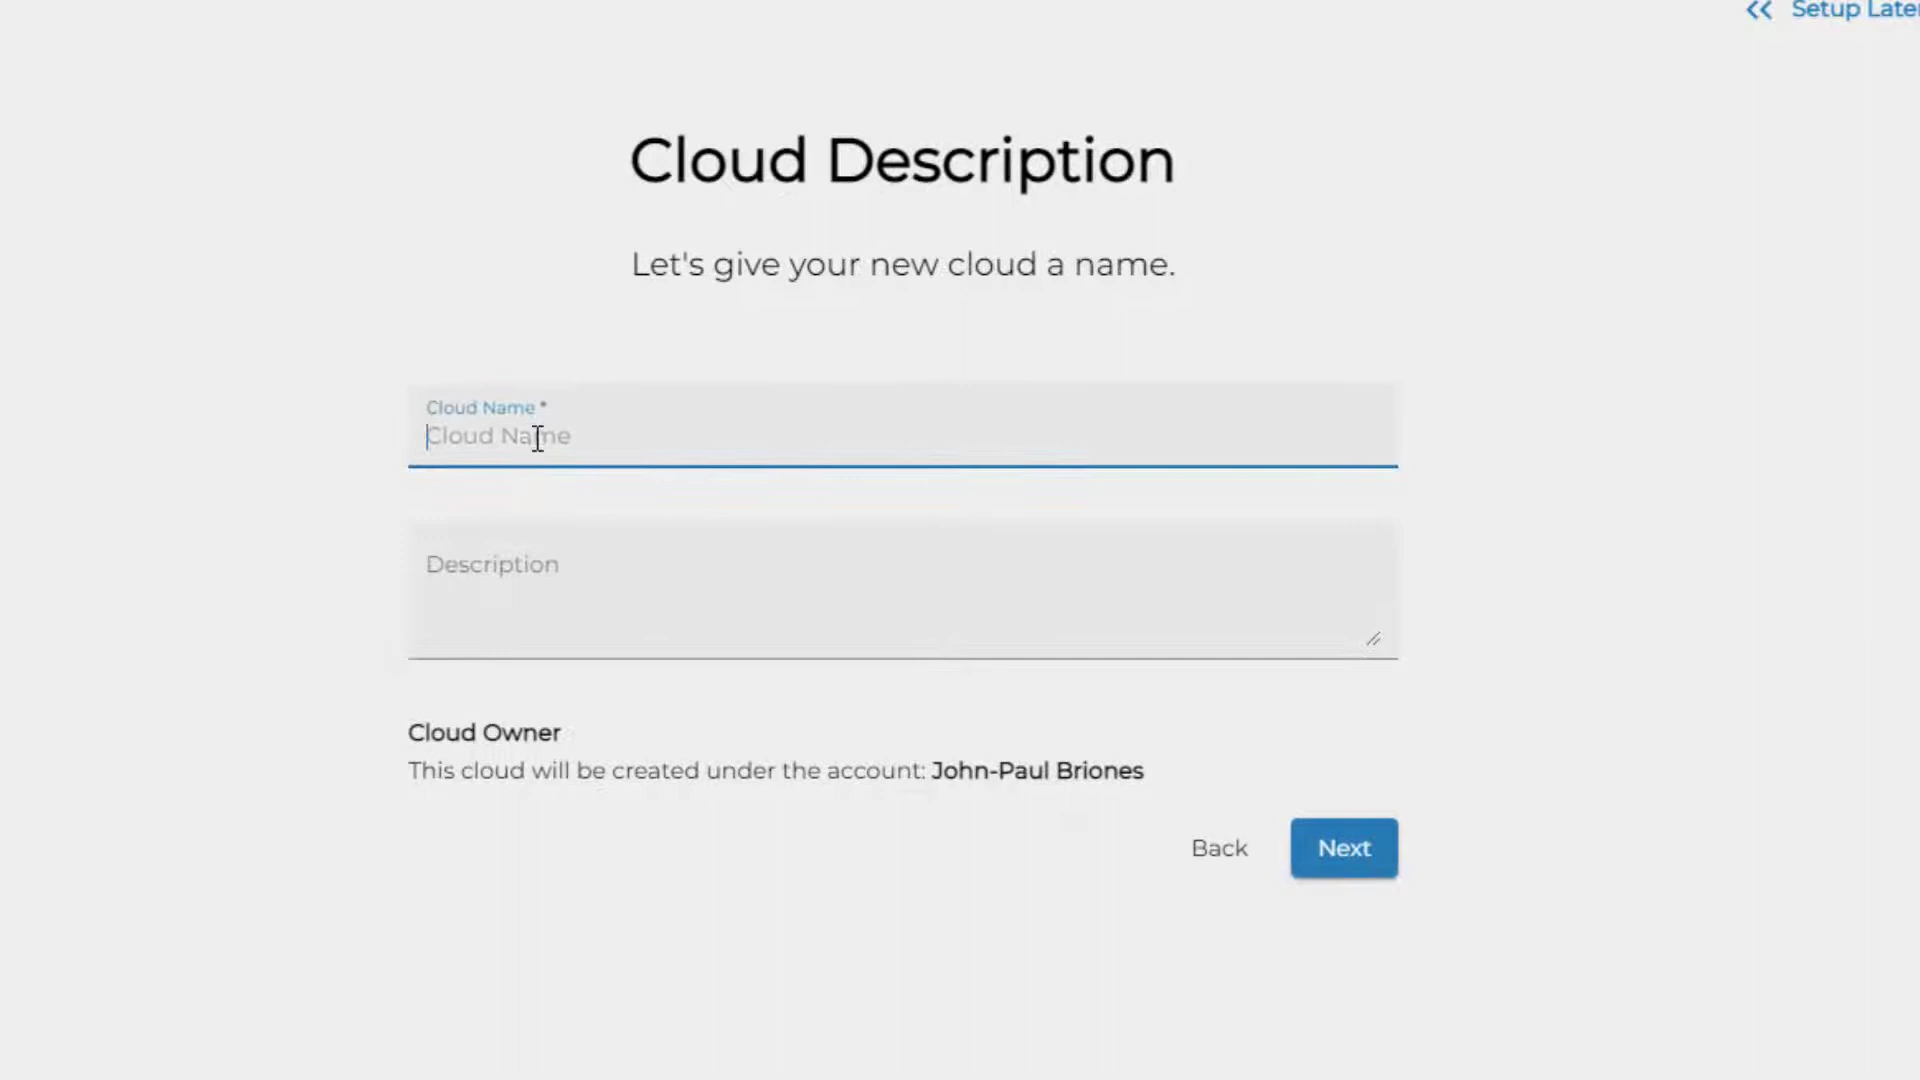 Setup Later
Cloud Description
Let's give your new cloud a name.
Cloud Name *
Cloud Name
Description
Cloud Owner
This cloud will be created under the account: John-Paul Briones
Back
Next